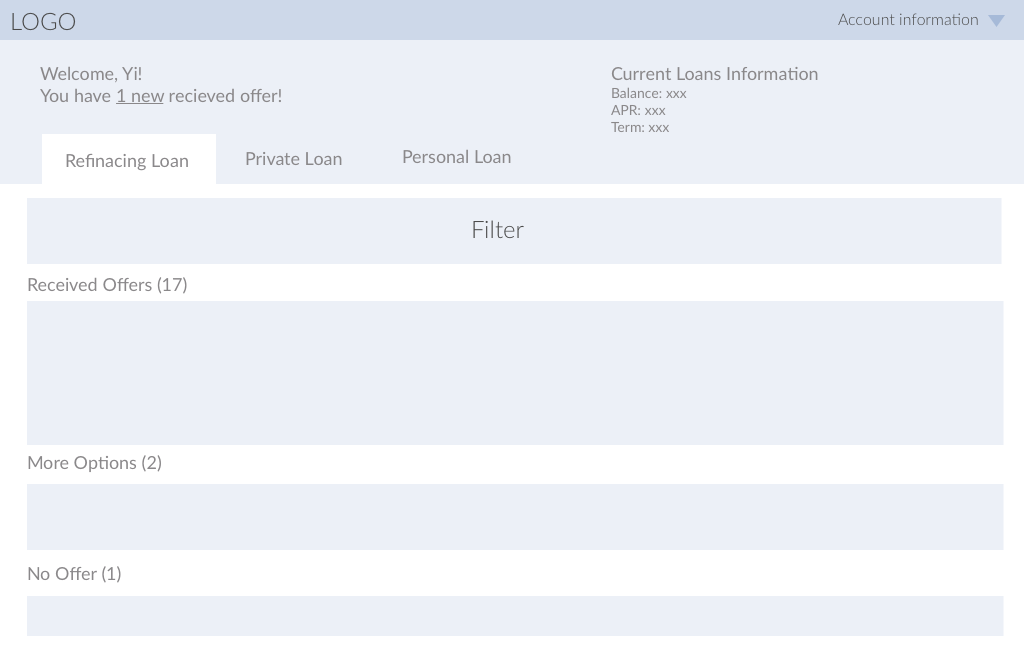 LOGO
Account information
Welcome, Yi!
You have 1 new recieved offer!
Current Loans Information
Balance: xxx
APR: xxx
Term: xxx
Refinacing Loan
Private Loan
Personal Loan
Filter
Received Offers (17)
More Options (2)
No Offer (1)